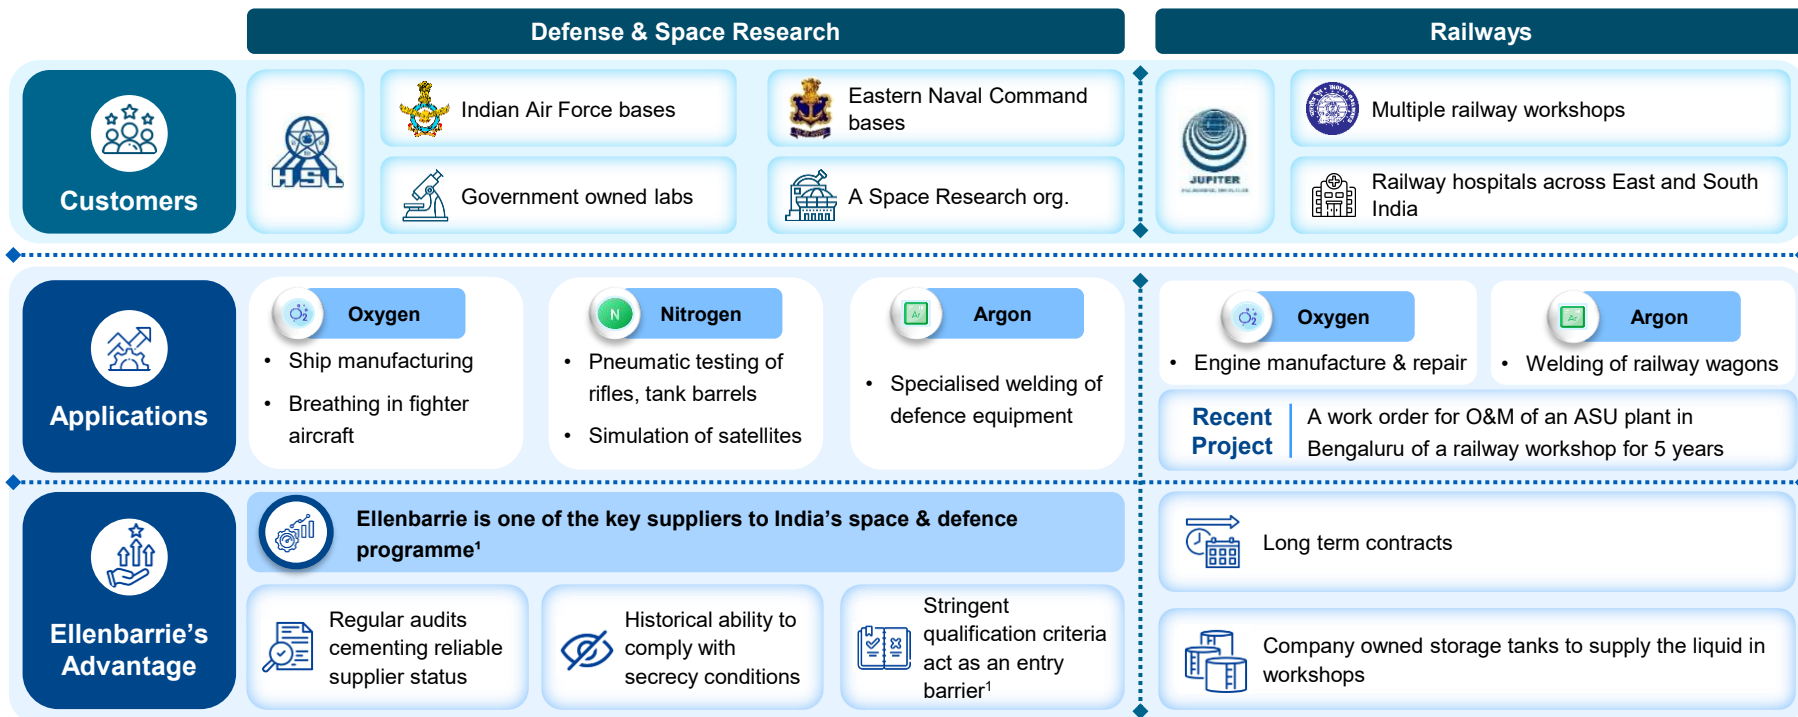 Defense & Space Research
Railways
Customers
HSL
Indian Air Force bases
Eastern Naval Command
bases
Government owned labs
A Space Research org.
JUPITER
Multiple railway workshops
Railway hospitals across East and South
India
Applications
O2
Oxygen
• Ship manufacturing
• Breathing in fighter
aircraft
N
Nitrogen
• Pneumatic testing of
rifles, tank barrels
• Simulation of satellites
Ar
Argon
• Specialised welding of
defence equipment
O2
Oxygen
• Engine manufacture & repair
Ar
Argon
• Welding of railway wagons
Recent
Project
A work order for O&M of an ASU plant in
Bengaluru of a railway workshop for 5 years
Ellenbarrie's
Advantage
Ellenbarrie is one of the key suppliers to India's space & defence
programme¹
Regular audits
cementing reliable
supplier status
Historical ability to
comply with
secrecy conditions
Stringent
qualification criteria
act as an entry
barrier¹
Long term contracts
Company owned storage tanks to supply the liquid in
workshops